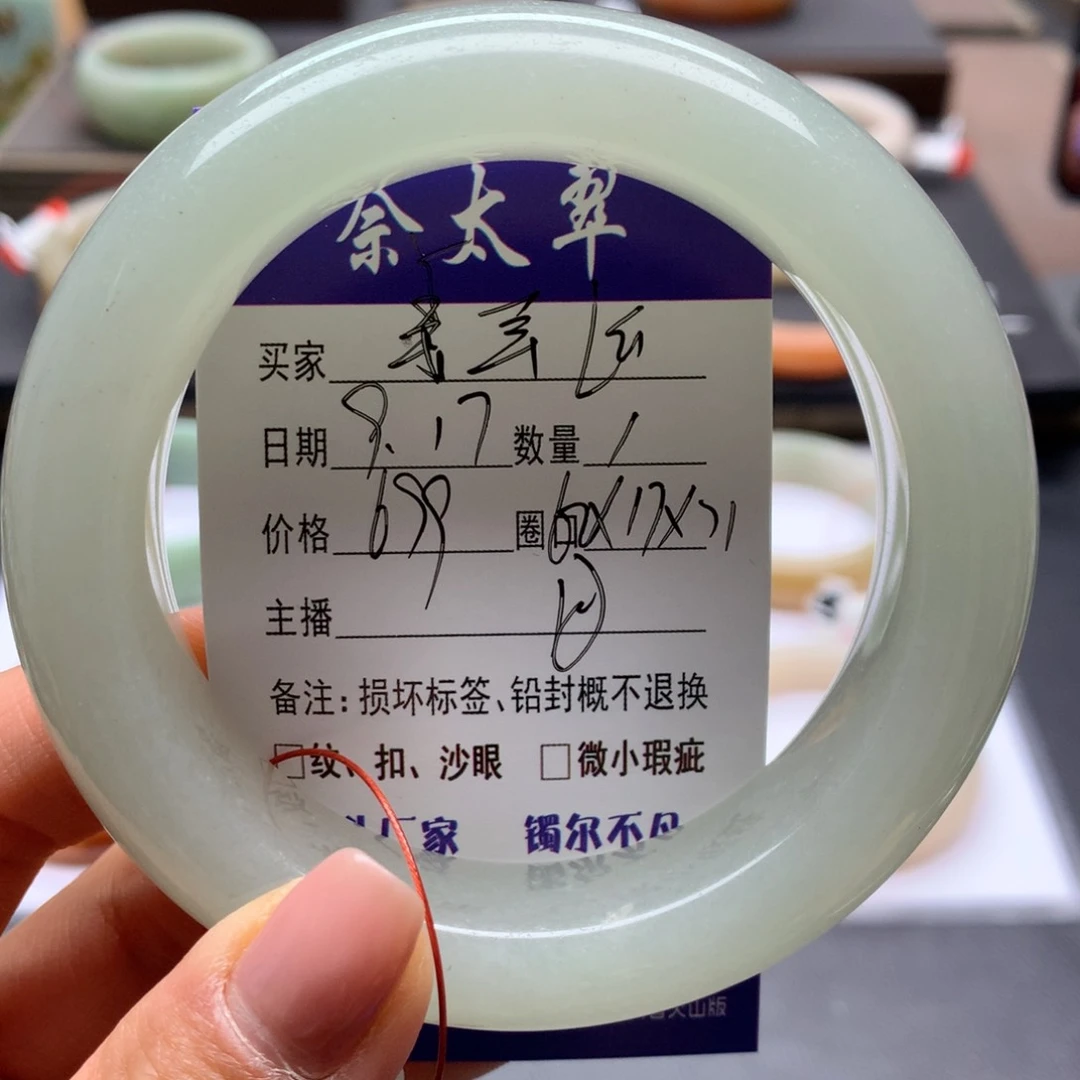 佘太翠
买家
日期 9.17 数量 1
价格 699 圈口 60X17X21
主播
备注：损坏标签、铅封概不退换
□纹、扣、沙眼 □微小瑕疵
厂家 镯尔不凡